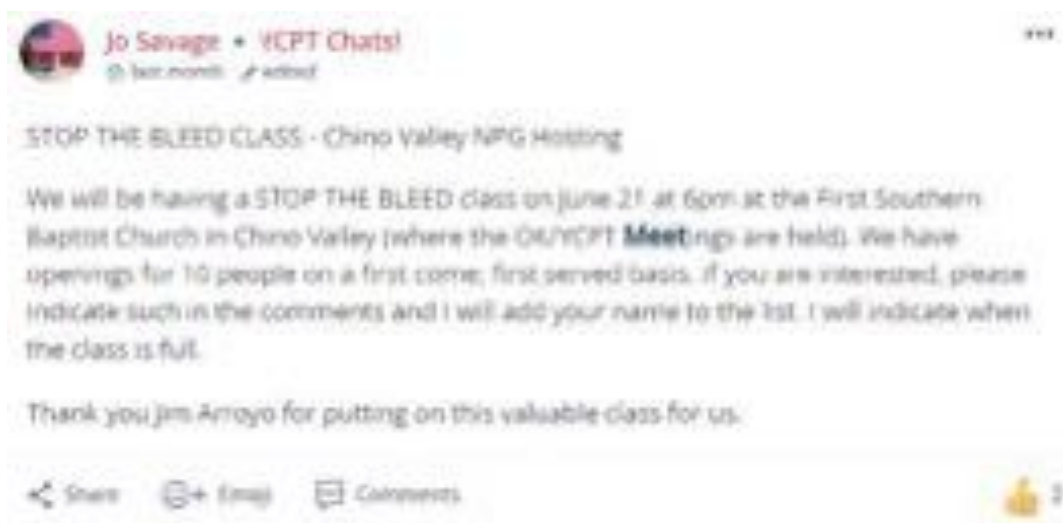 Jo Savage • YCPT Chats!
last month edited
STOP THE BLEED CLASS - Chino Valley NPG Hosting
We will be having a STOP THE BLEED class on June 21 at 6pm at the First Southern
Baptist Church in Chino Valley (where the OK/YCPT Meetings are held). We have
openings for 10 people on a first come, first served basis. If you are interested, please
indicate such in the comments and I will add your name to the list. I will indicate when
the class is full.
Thank you Jim Arroyo for putting on this valuable class for us.
Share Emoji Comments